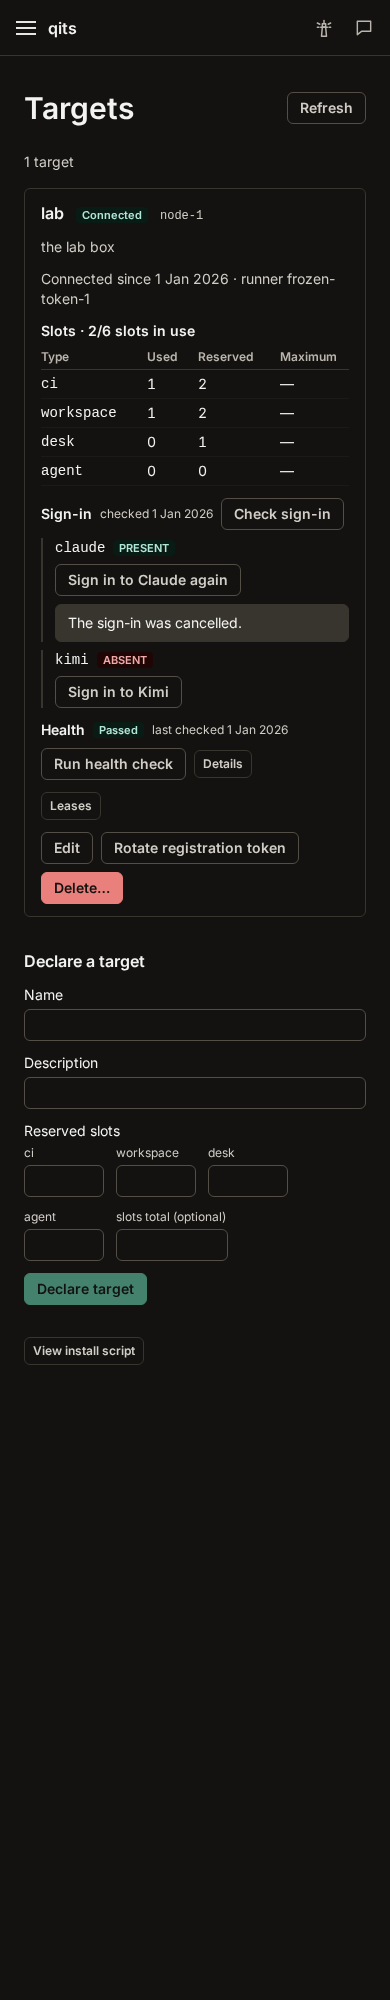 qits
Targets
Refresh
1 target
lab Connected node-1
the lab box
Connected since 1 Jan 2026 · runner frozen-
token-1
Slots · 2/6 slots in use
Type Used Reserved Maximum
ci 1 2 —
workspace 1 2 —
desk 0 1 —
agent 0 0 —
Sign-in checked 1 Jan 2026 Check sign-in
claude PRESENT
Sign in to Claude again
The sign-in was cancelled.
kimi ABSENT
Sign in to Kimi
Health Passed last checked 1 Jan 2026
Run health check Details
Leases
Edit Rotate registration token
Delete...
Declare a target
Name
Description
Reserved slots
ci workspace desk
agent slots total (optional)
Declare target
View install script